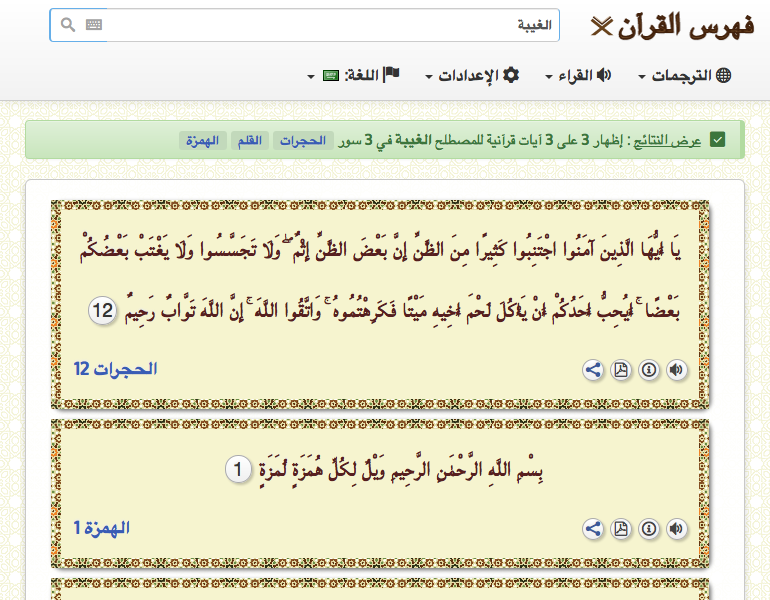 فهرس القرآن
الغيبة
الترجمات
القراء
الإعدادات
اللغة:
عرض النتائج : إظهار 3 على 3 آيات قرآنية للمصطلح الغيبة في 3 سور الحجرات القلم الهمزة
يَا أَيُّهَا الَّذِينَ آمَنُوا اجْتَنِبُوا كَثِيرًا مِنَ الظَّنِّ إِنَّ بَعْضَ الظَّنِّ إِثْمٌ ۖ وَلَا تَجَسَّسُوا وَلَا يَغْتَبْ بَعْضُكُمْ
بَعْضًا ۚ أَيُحِبُّ أَحَدُكُمْ أَنْ يَأْكُلَ لَحْمَ أَخِيهِ مَيْتًا فَكَرِهْتُمُوهُ ۚ وَاتَّقُوا اللَّهَ ۚ إِنَّ اللَّهَ تَوَّابٌ رَحِيمٌ 12
الحجرات 12
بِسْمِ اللَّهِ الرَّحْمَٰنِ الرَّحِيمِ وَيْلٌ لِكُلِّ هُمَزَةٍ لُمَزَةٍ 1
الهمزة 1